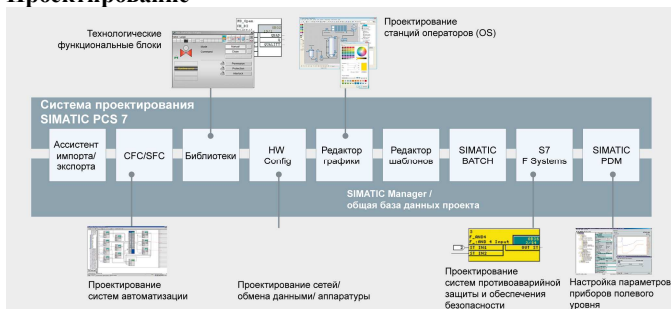 Проектирование
Технологические
функциональные блоки
Проектирование
станций операторов (OS)
Система проектирования
SIMATIC PCS 7
Ассистент
импорта/
экспорта
CFC/SFC
Библиотеки
HW
Config
Редактор
графики
Редактор
шаблонов
SIMATIC
BATCH
S7
F Systems
SIMATIC
PDM
SIMATIC Manager /
общая база данных проекта
Проектирование
систем автоматизации
Проектирование сетей/
обмена данными/ аппаратуры
Проектирование
систем противоаварийной
защиты и обеспечения
безопасности
Настройка параметров
приборов полевого
уровня